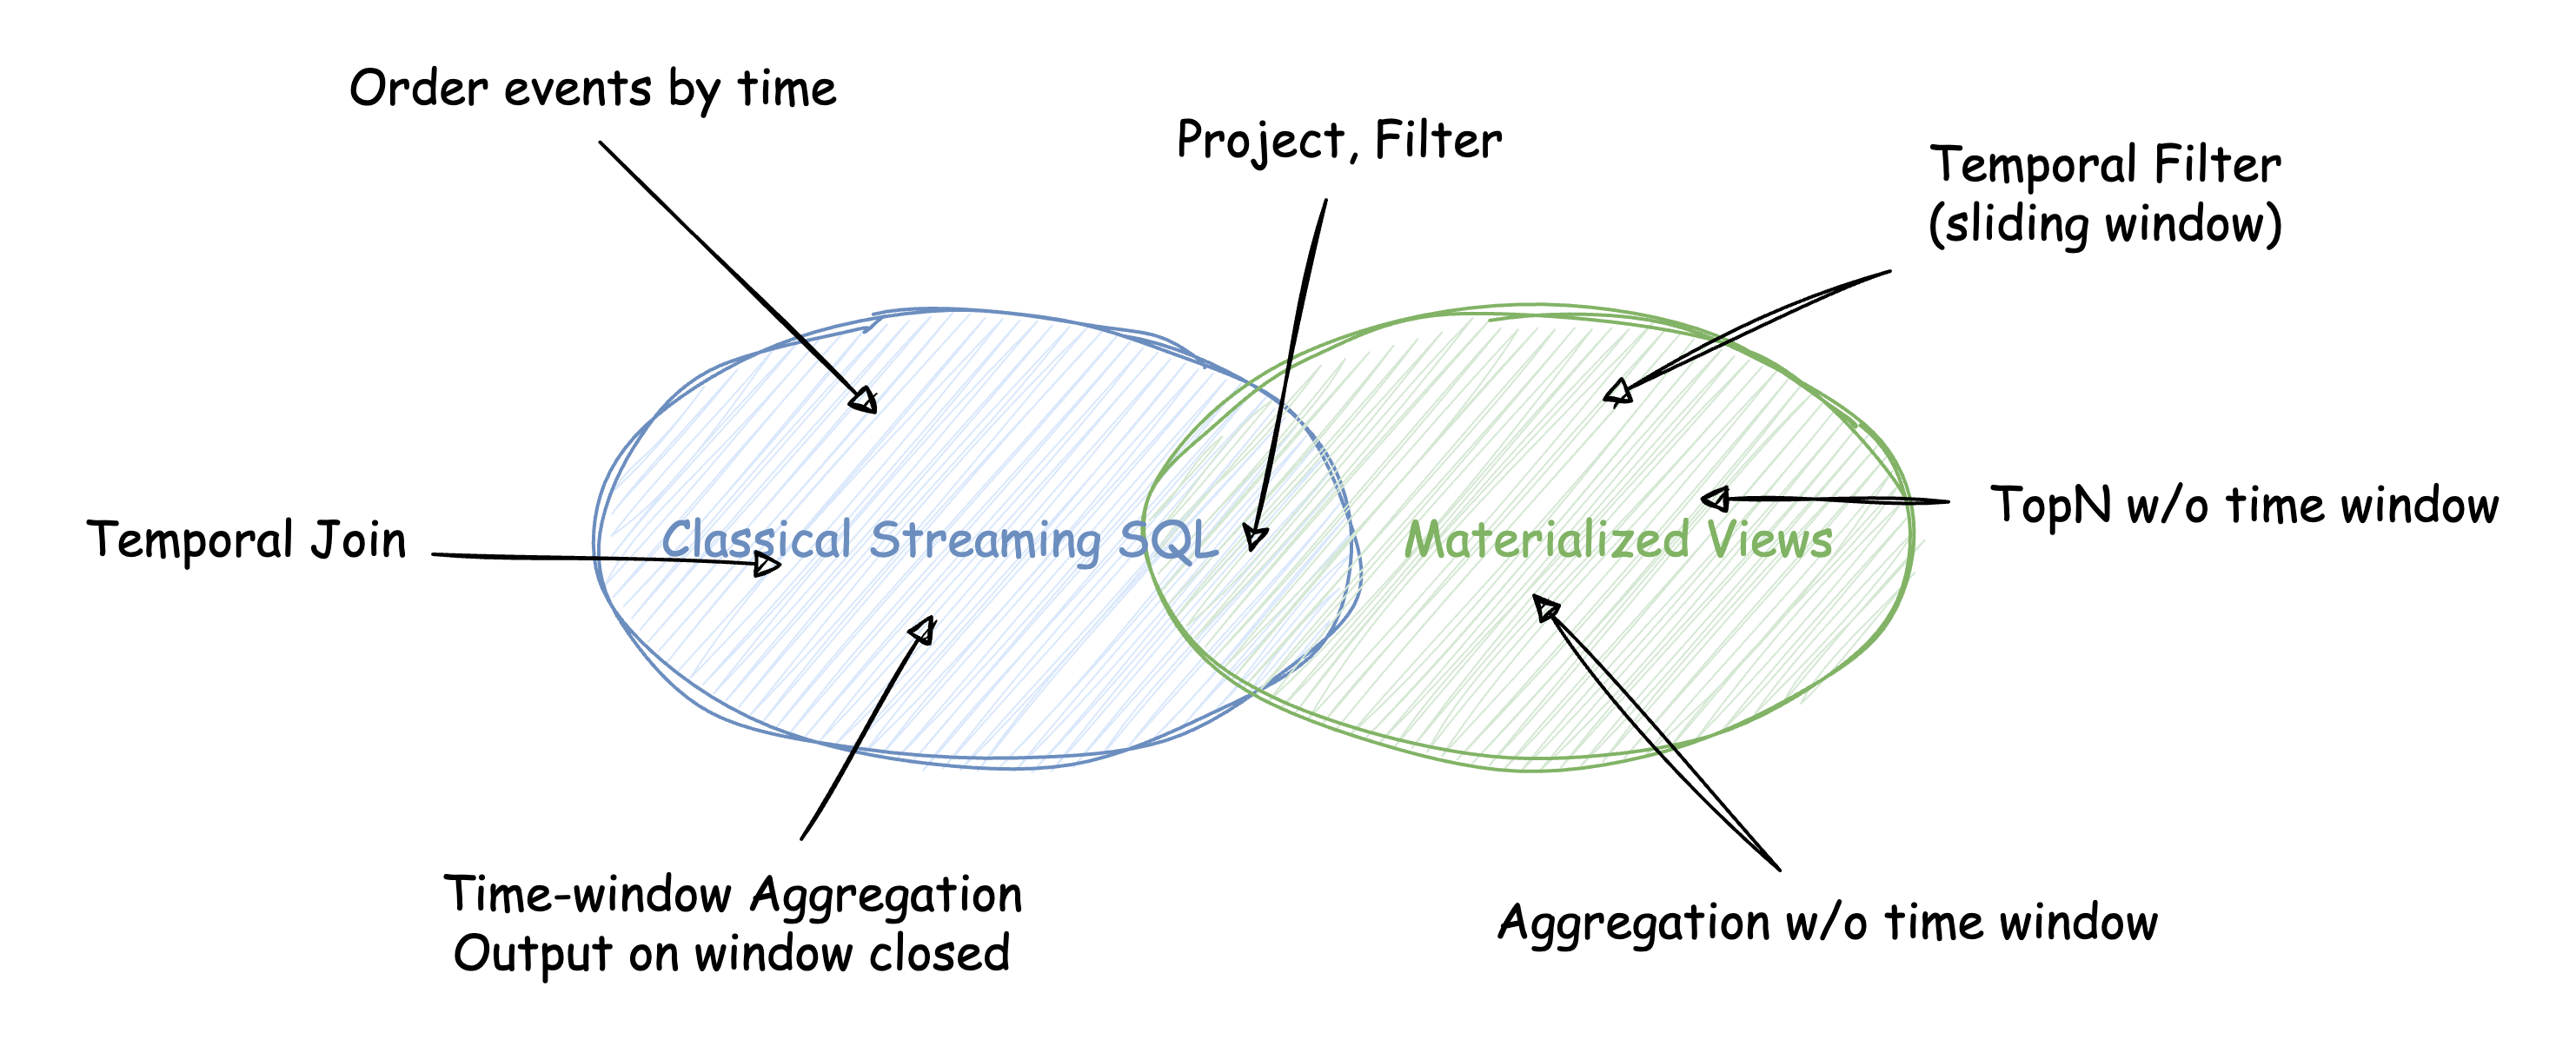 Order events by time
Project, Filter
Temporal Filter
(sliding window)
Temporal Join
Classical Streaming SQL
Materialized Views
TopN w/o time window
Time-window Aggregation
Output on window closed
Aggregation w/o time window